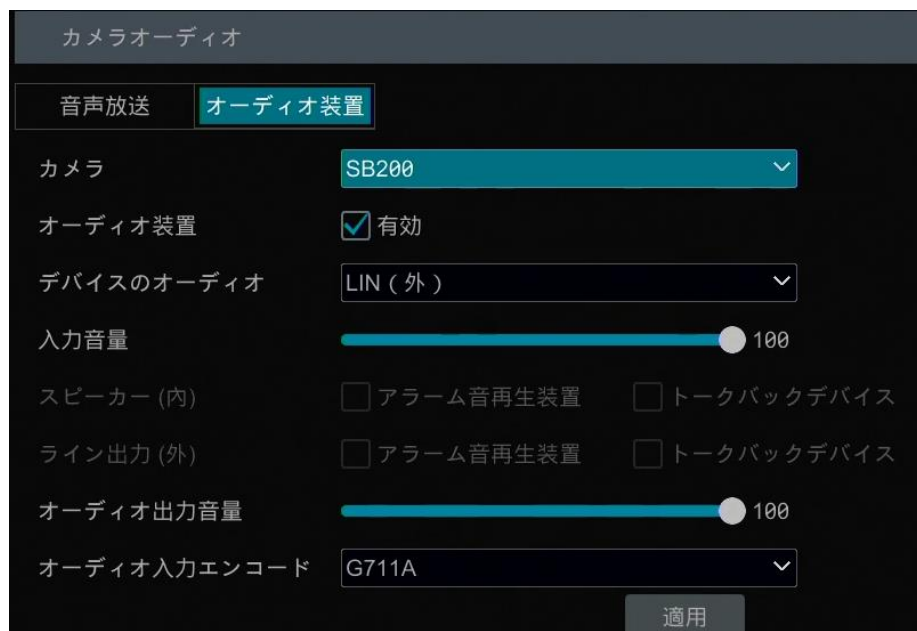 カメラオーディオ
音声放送 オーディオ装置
カメラ SB200
オーディオ装置 有効
デバイスのオーディオ LIN ( 外 )
入力音量 100
スピーカー (内) アラーム音再生装置 トークバックデバイス
ライン出力 (外) アラーム音再生装置 トークバックデバイス
オーディオ出力音量 100
オーディオ入力エンコード G711A
適用